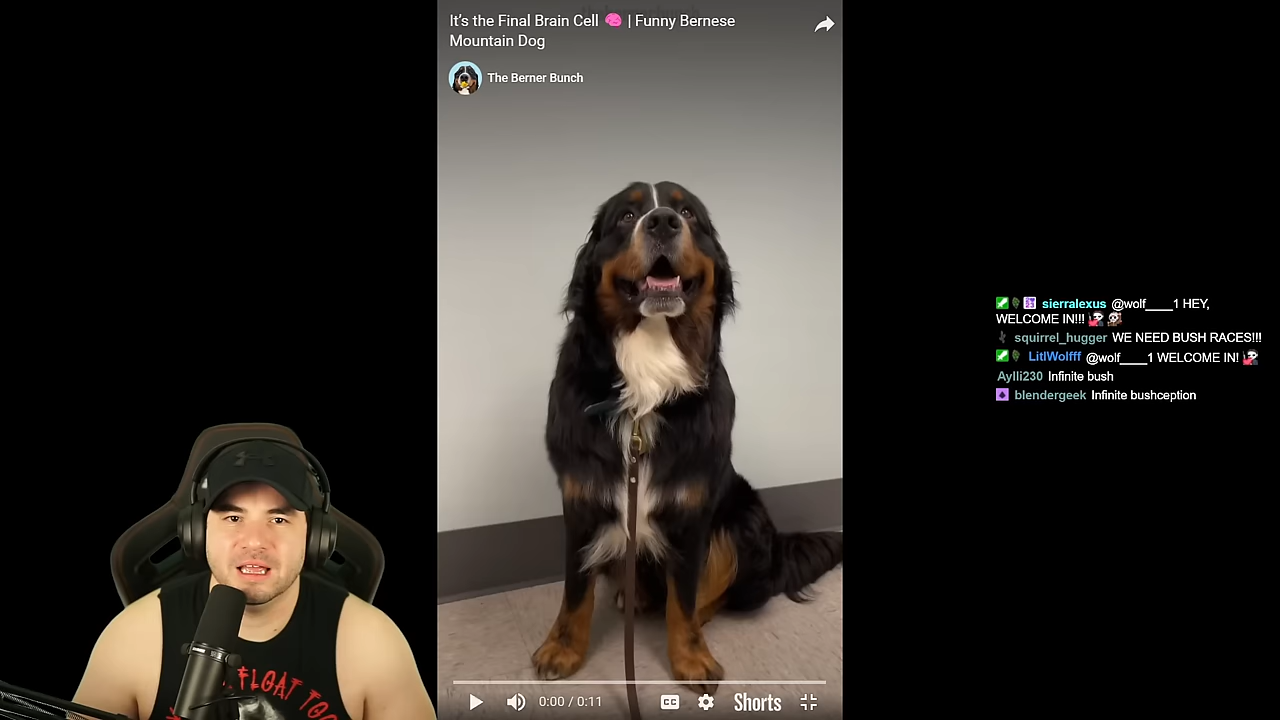 It's the Final Brain Cell 🧠 | Funny Bernese
Mountain Dog
The Berner Bunch
sierralexus @wolf____1 HEY,
WELCOME IN!!!
squirrel_hugger WE NEED BUSH RACES!!!
LitlWolfff @wolf____1 WELCOME IN!
Aylli230 Infinite bush
blendergeek Infinite bushception
FLOAT TOO
0:00 / 0:11
CC
Shorts